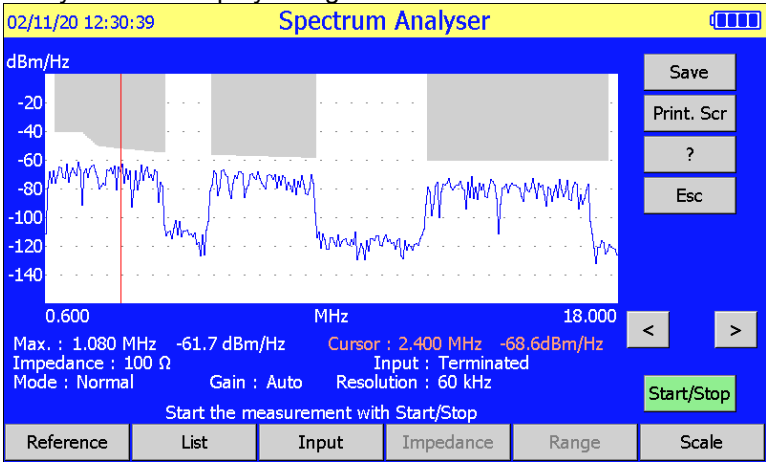 02/11/20 12:30:39 Spectrum Analyser
dBm/Hz
Save
-20
Print. Scr
-40
?
-60
-80
Esc
-100
-120
-140
0.600 MHz 18.000
< >
Max. : 1.080 MHz -61.7 dBm/Hz Cursor : 2.400 MHz -68.6dBm/Hz
Impedance : 100 Ω Input : Terminated
Mode : Normal Gain : Auto Resolution : 60 kHz
Start/Stop
Start the measurement with Start/Stop
Reference List Input Impedance Range Scale